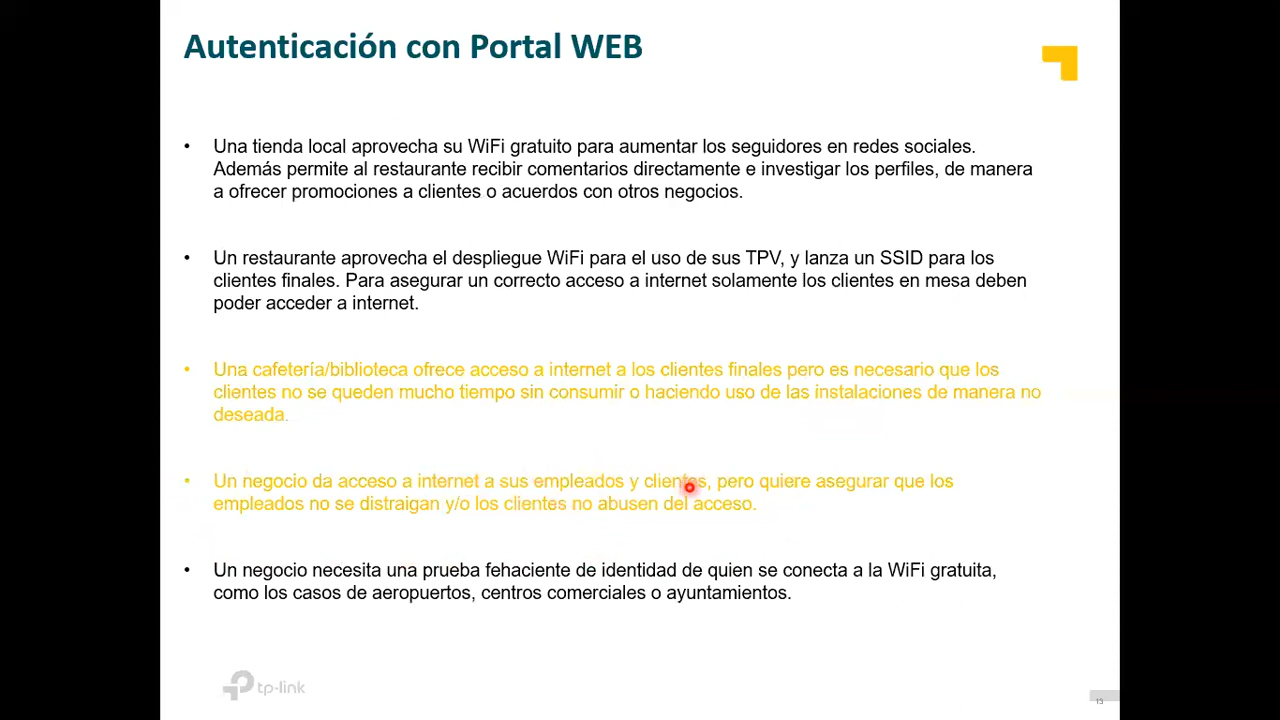 Autenticación con Portal WEB
• Una tienda local aprovecha su WiFi gratuito para aumentar los seguidores en redes sociales.
Además permite al restaurante recibir comentarios directamente e investigar los perfiles, de manera
a ofrecer promociones a clientes o acuerdos con otros negocios.
• Un restaurante aprovecha el despliegue WiFi para el uso de sus TPV, y lanza un SSID para los
clientes finales. Para asegurar un correcto acceso a internet solamente los clientes en mesa deben
poder acceder a internet.
• Una cafetería/biblioteca ofrece acceso a internet a los clientes finales pero es necesario que los
clientes no se queden mucho tiempo sin consumir o haciendo uso de las instalaciones de manera no
deseada.
• Un negocio da acceso a internet a sus empleados y clientes, pero quiere asegurar que los
empleados no se distraigan y/o los clientes no abusen del acceso.
• Un negocio necesita una prueba fehaciente de identidad de quien se conecta a la WiFi gratuita,
como los casos de aeropuertos, centros comerciales o ayuntamientos.
tp-link
13